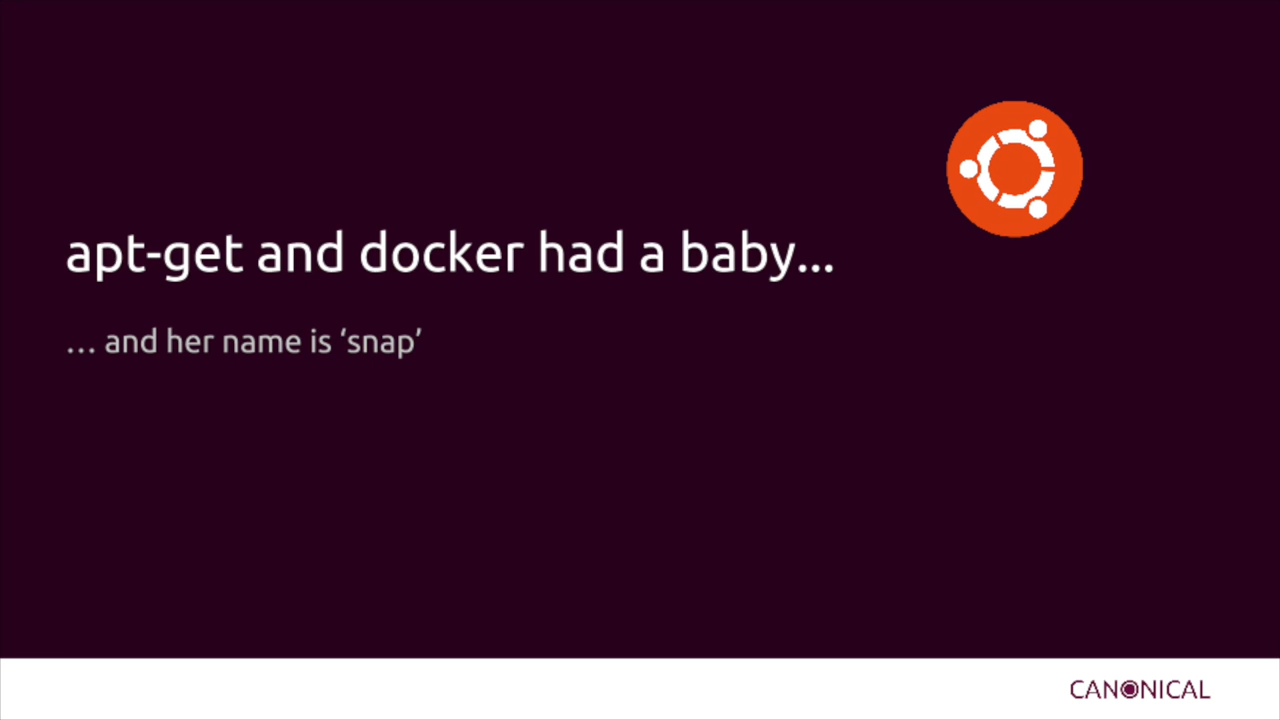 apt-get and docker had a baby...
… and her name is ‘snap’
CANONICAL